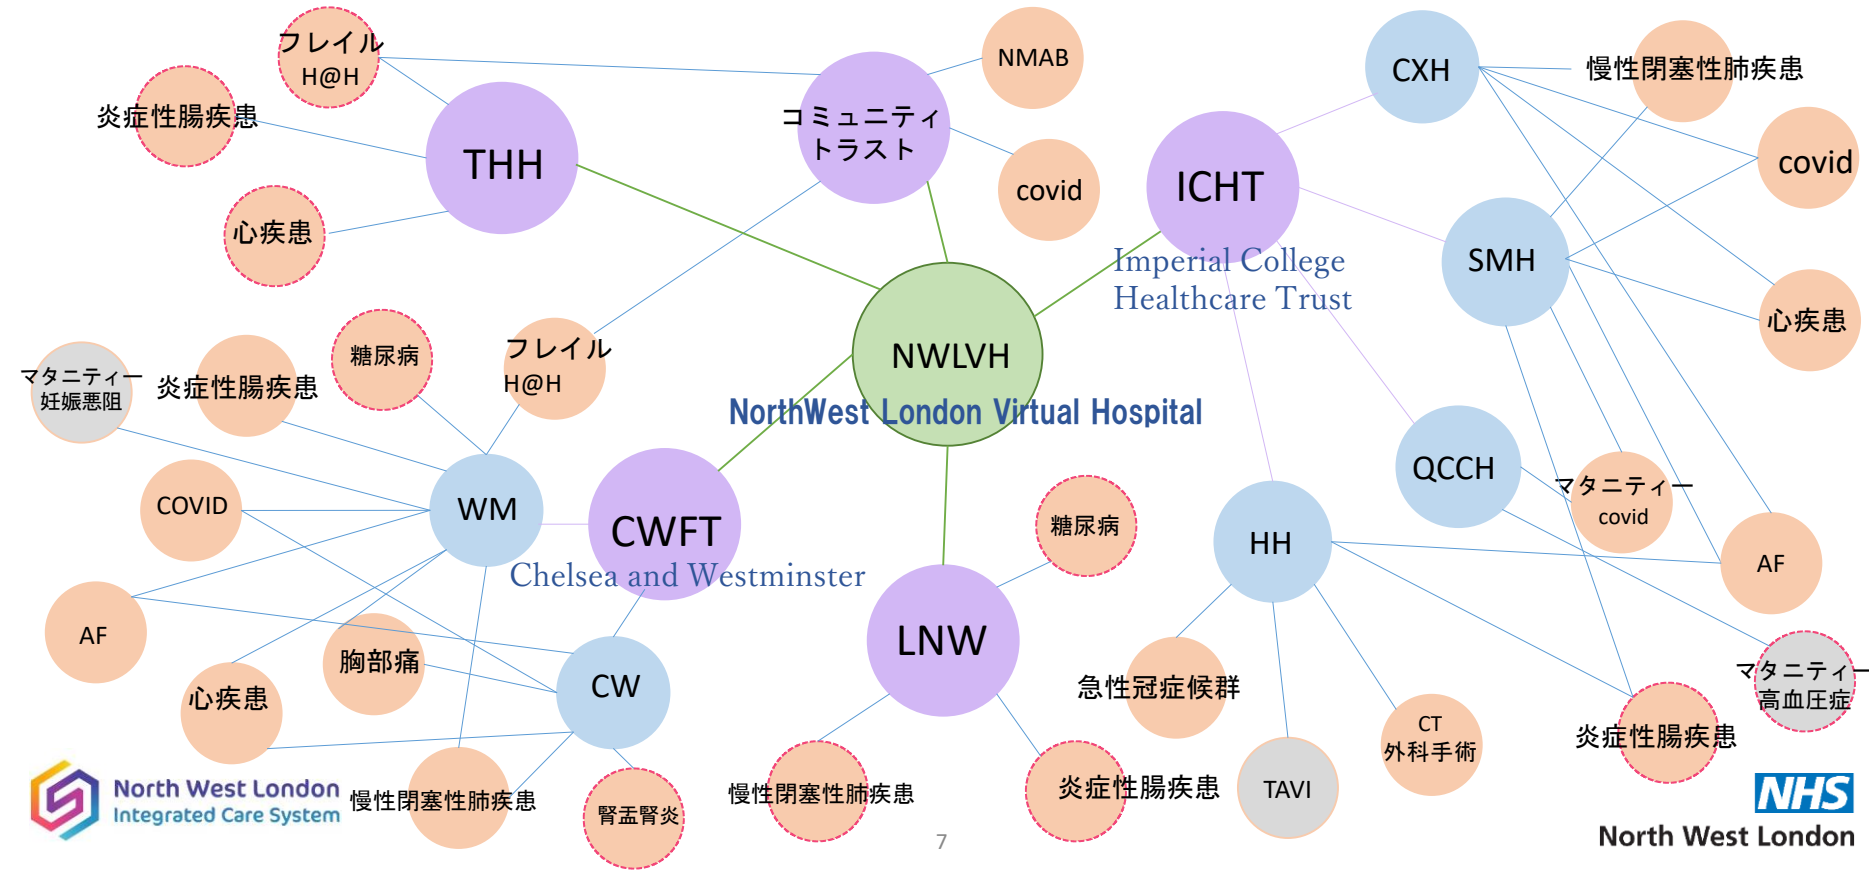 フレイル
H@H
炎症性腸疾患
心疾患
THH
コミュニティ
トラスト
NMAB
covid
ICHT
Imperial College
Healthcare Trust
CXH
慢性閉塞性肺疾患
covid
SMH
心疾患
NWLVH
NorthWest London Virtual Hospital
マタニティー
妊娠悪阻
炎症性腸疾患
糖尿病
フレイル
H@H
COVID
WM
CWFT
Chelsea and Westminster
AF
心疾患
胸部痛
CW
慢性閉塞性肺疾患
腎盂腎炎
糖尿病
LNW
慢性閉塞性肺疾患
炎症性腸疾患
QCCH
HH
マタニティー
covid
AF
急性冠症候群
TAVI
CT
外科手術
炎症性腸疾患
マタニティー
高血圧症
North West London
Integrated Care System
7
NHS
North West London